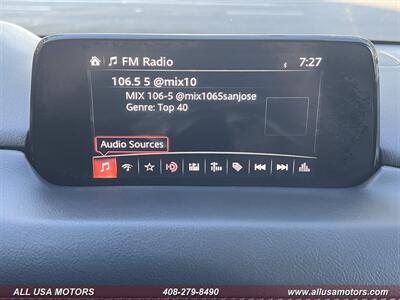 FM Radio
7:27
106.5 5 @mix10
MIX 106-5 @mix1065sanjose
Genre: Top 40
Audio Sources
ALL USA MOTORS
408-279-8490
www.allusamotors.com